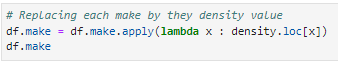 # Replacing each make by they density value
df.make = df.make.apply(lambda x : density.loc[x])
df.make